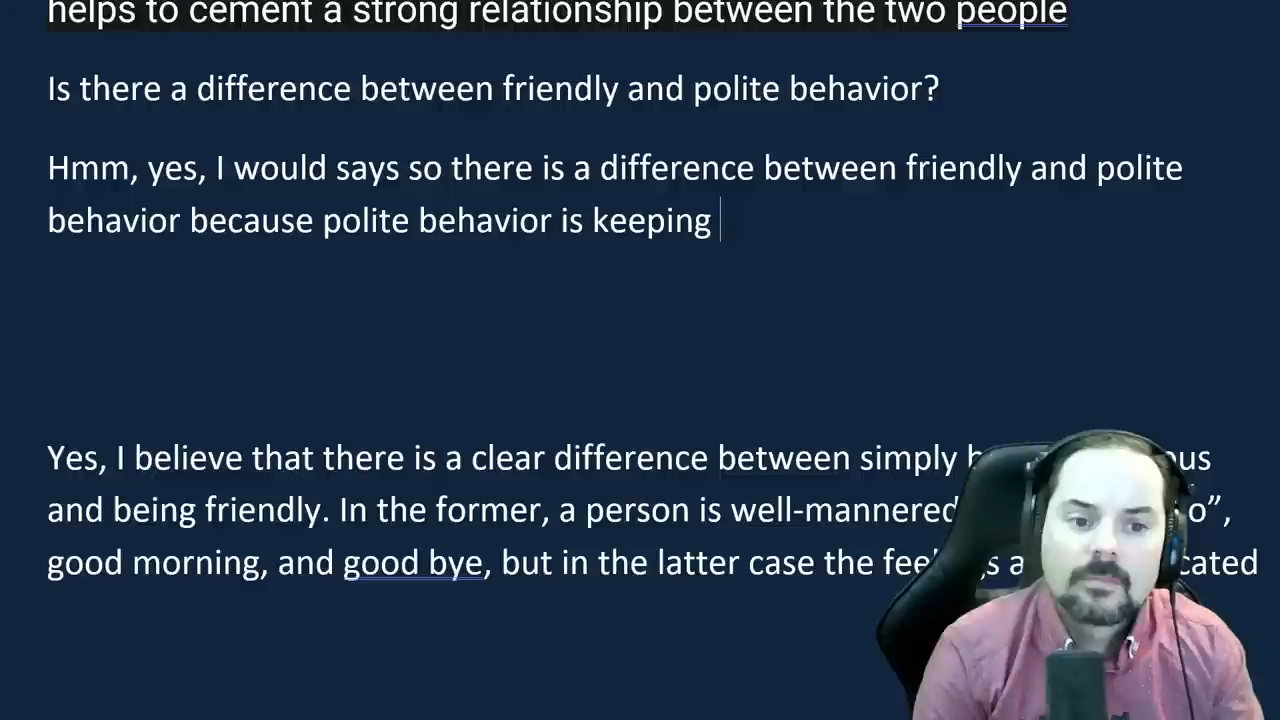 helps to cement a strong relationship between the two people
Is there a difference between friendly and polite behavior?
Hmm, yes, I would says so there is a difference between friendly and polite
behavior because polite behavior is keeping
Yes, I believe that there is a clear difference between simply
and being friendly. In the former, a person is well-mannered
good morning, and good bye, but in the latter case the